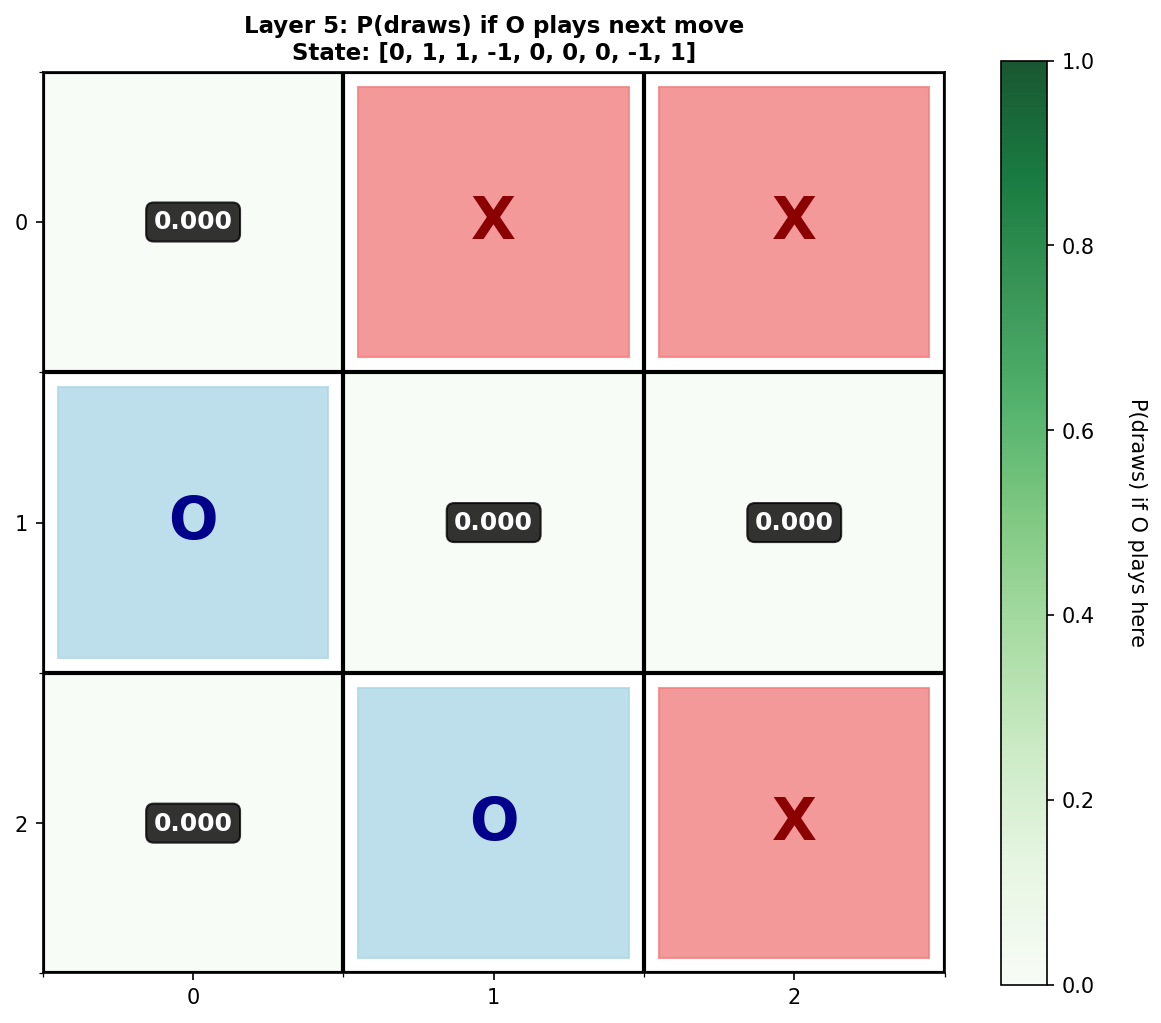 Layer 5: P(draws) if O plays next move
State: [0, 1, 1, -1, 0, 0, 0, -1, 1]
0.000
X
X
O
0.000
0.000
0.000
O
X
0
1
2
0
1
2
1.0
0.8
0.6
0.4
0.2
0.0
P(draws) if O plays here